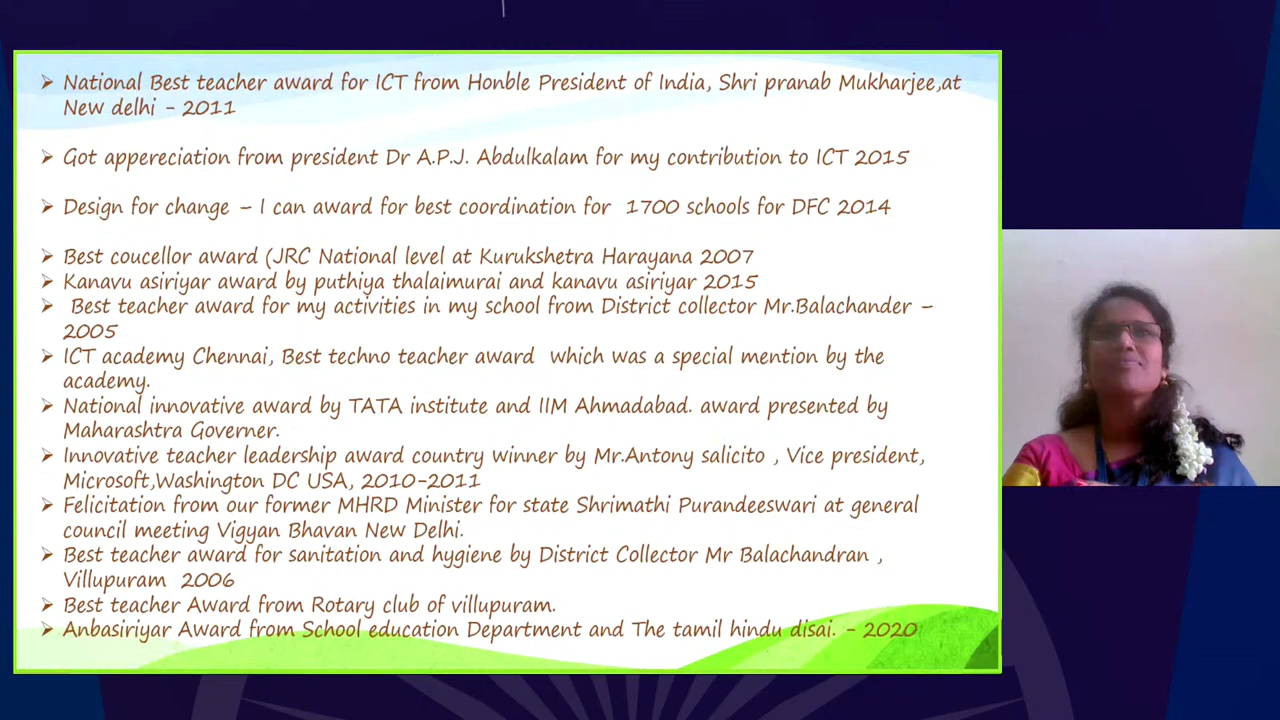 ➢ National Best teacher award for ICT from Honble President of India, Shri pranab Mukharjee,at
New delhi - 2011
➢ Got appereciation from president Dr A.P.J. Abdulkalam for my contribution to ICT 2015
➢ Design for change – I can award for best coordination for 1700 schools for DFC 2014
➢ Best coucellor award (JRC National level at Kurukshetra Harayana 2007
➢ Kanavu asiriyar award by puthiya thalaimurai and kanavu asiriyar 2015
➢ Best teacher award for my activities in my school from District collector Mr.Balachander –
2005
➢ ICT academy Chennai, Best techno teacher award which was a special mention by the
academy.
➢ National innovative award by TATA institute and IIM Ahmadabad. award presented by
Maharashtra Governer.
➢ Innovative teacher leadership award country winner by Mr.Antony salicito , Vice president,
Microsoft,Washington DC USA, 2010-2011
➢ Felicitation from our former MHRD Minister for state Shrimathi Purandeeswari at general
council meeting Vigyan Bhavan New Delhi.
➢ Best teacher award for sanitation and hygiene by District Collector Mr Balachandran ,
Villupuram 2006
➢ Best teacher Award from Rotary club of villupuram.
➢ Anbasiriyar Award from School education Department and The tamil hindu disai. - 2020